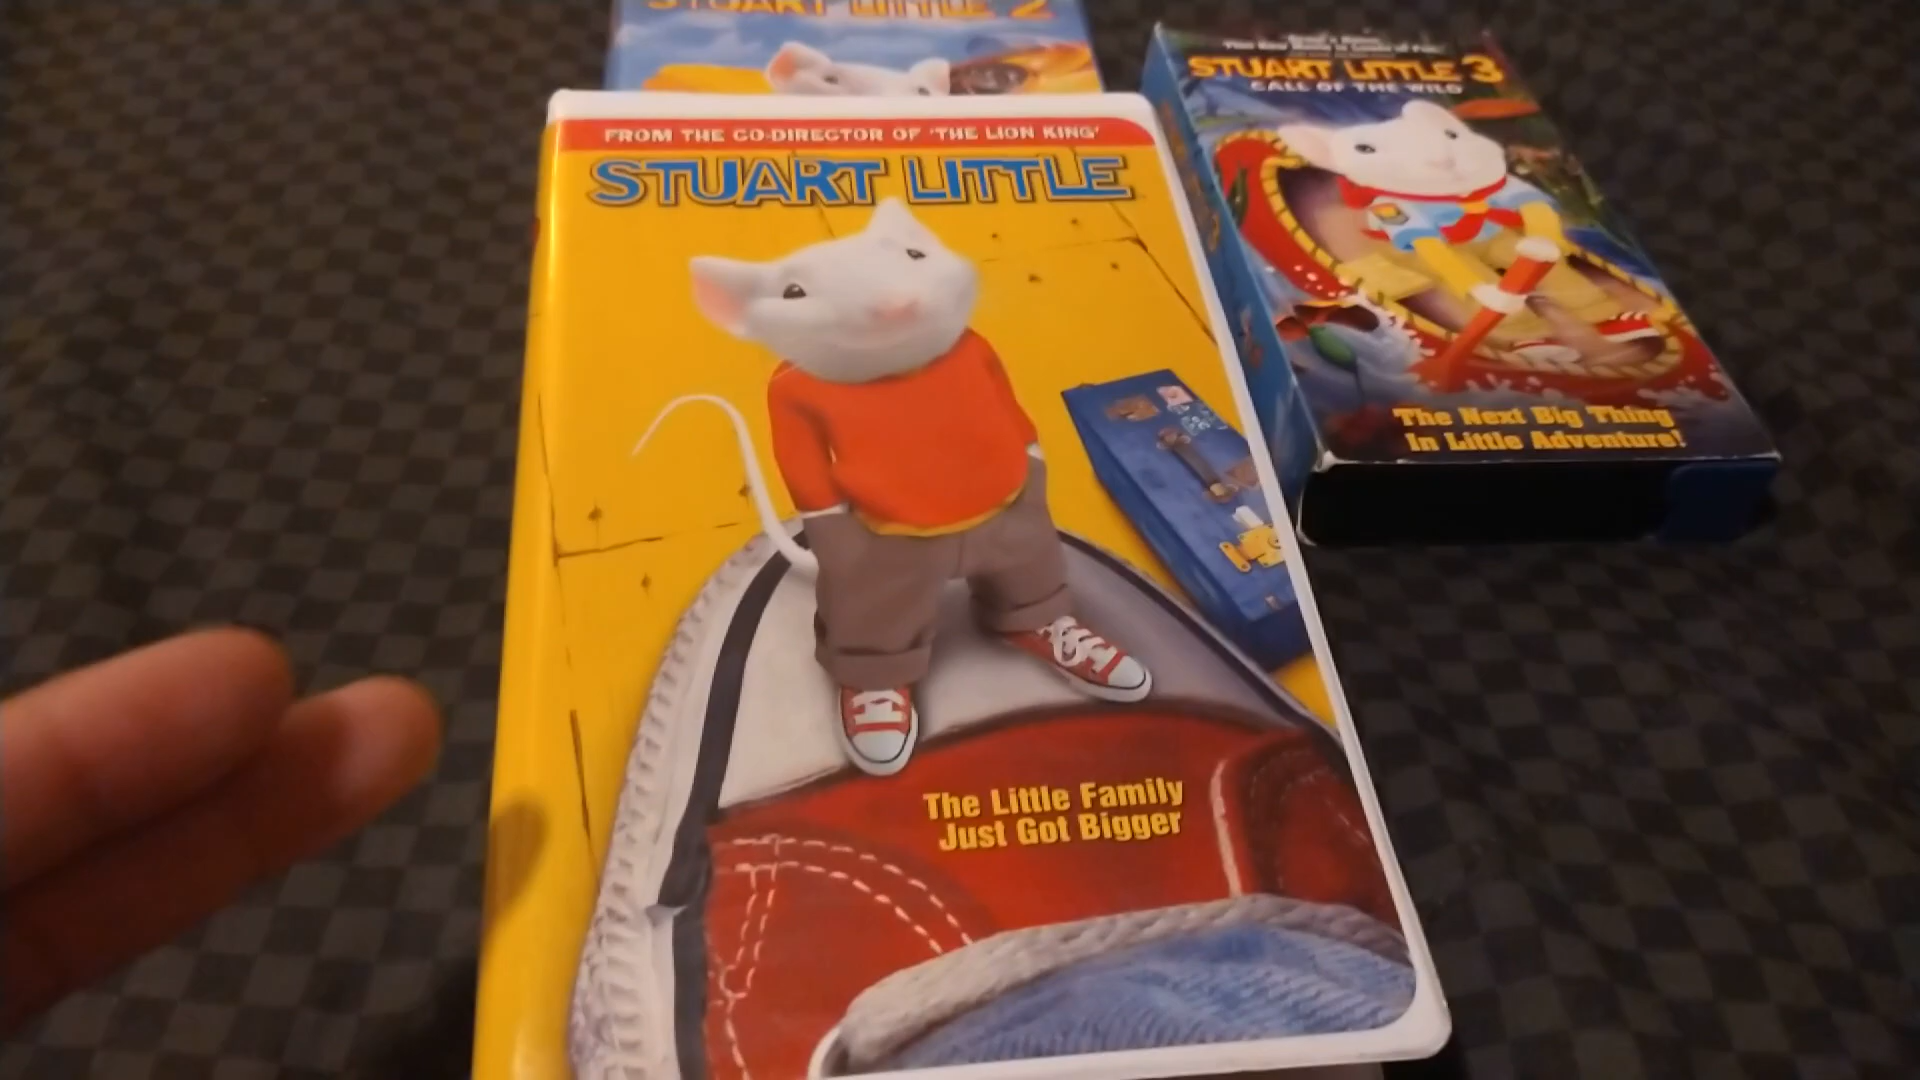 STUART LITTLE 2
FROM THE CO-DIRECTOR OF 'THE LION KING'
STUART LITTLE
The Little Family
Just Got Bigger
STUART LITTLE 3
CALL OF THE WILD
The Next Big Thing
In Little Adventure!